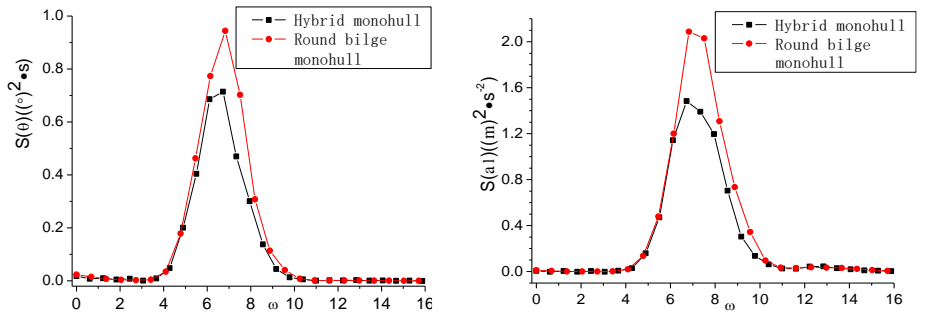 Hybrid monohull
Round bilge
monohull
S(θ)((°)²•s)
1.0
0.8
0.6
0.4
0.2
0.0
0 2 4 6 8 10 12 14 16
ω
Hybrid monohull
Round bilge
monohull
S(a1)((m)²•s⁻²)
2.0
1.6
1.2
0.8
0.4
0.0
0 2 4 6 8 10 12 14 16
ω